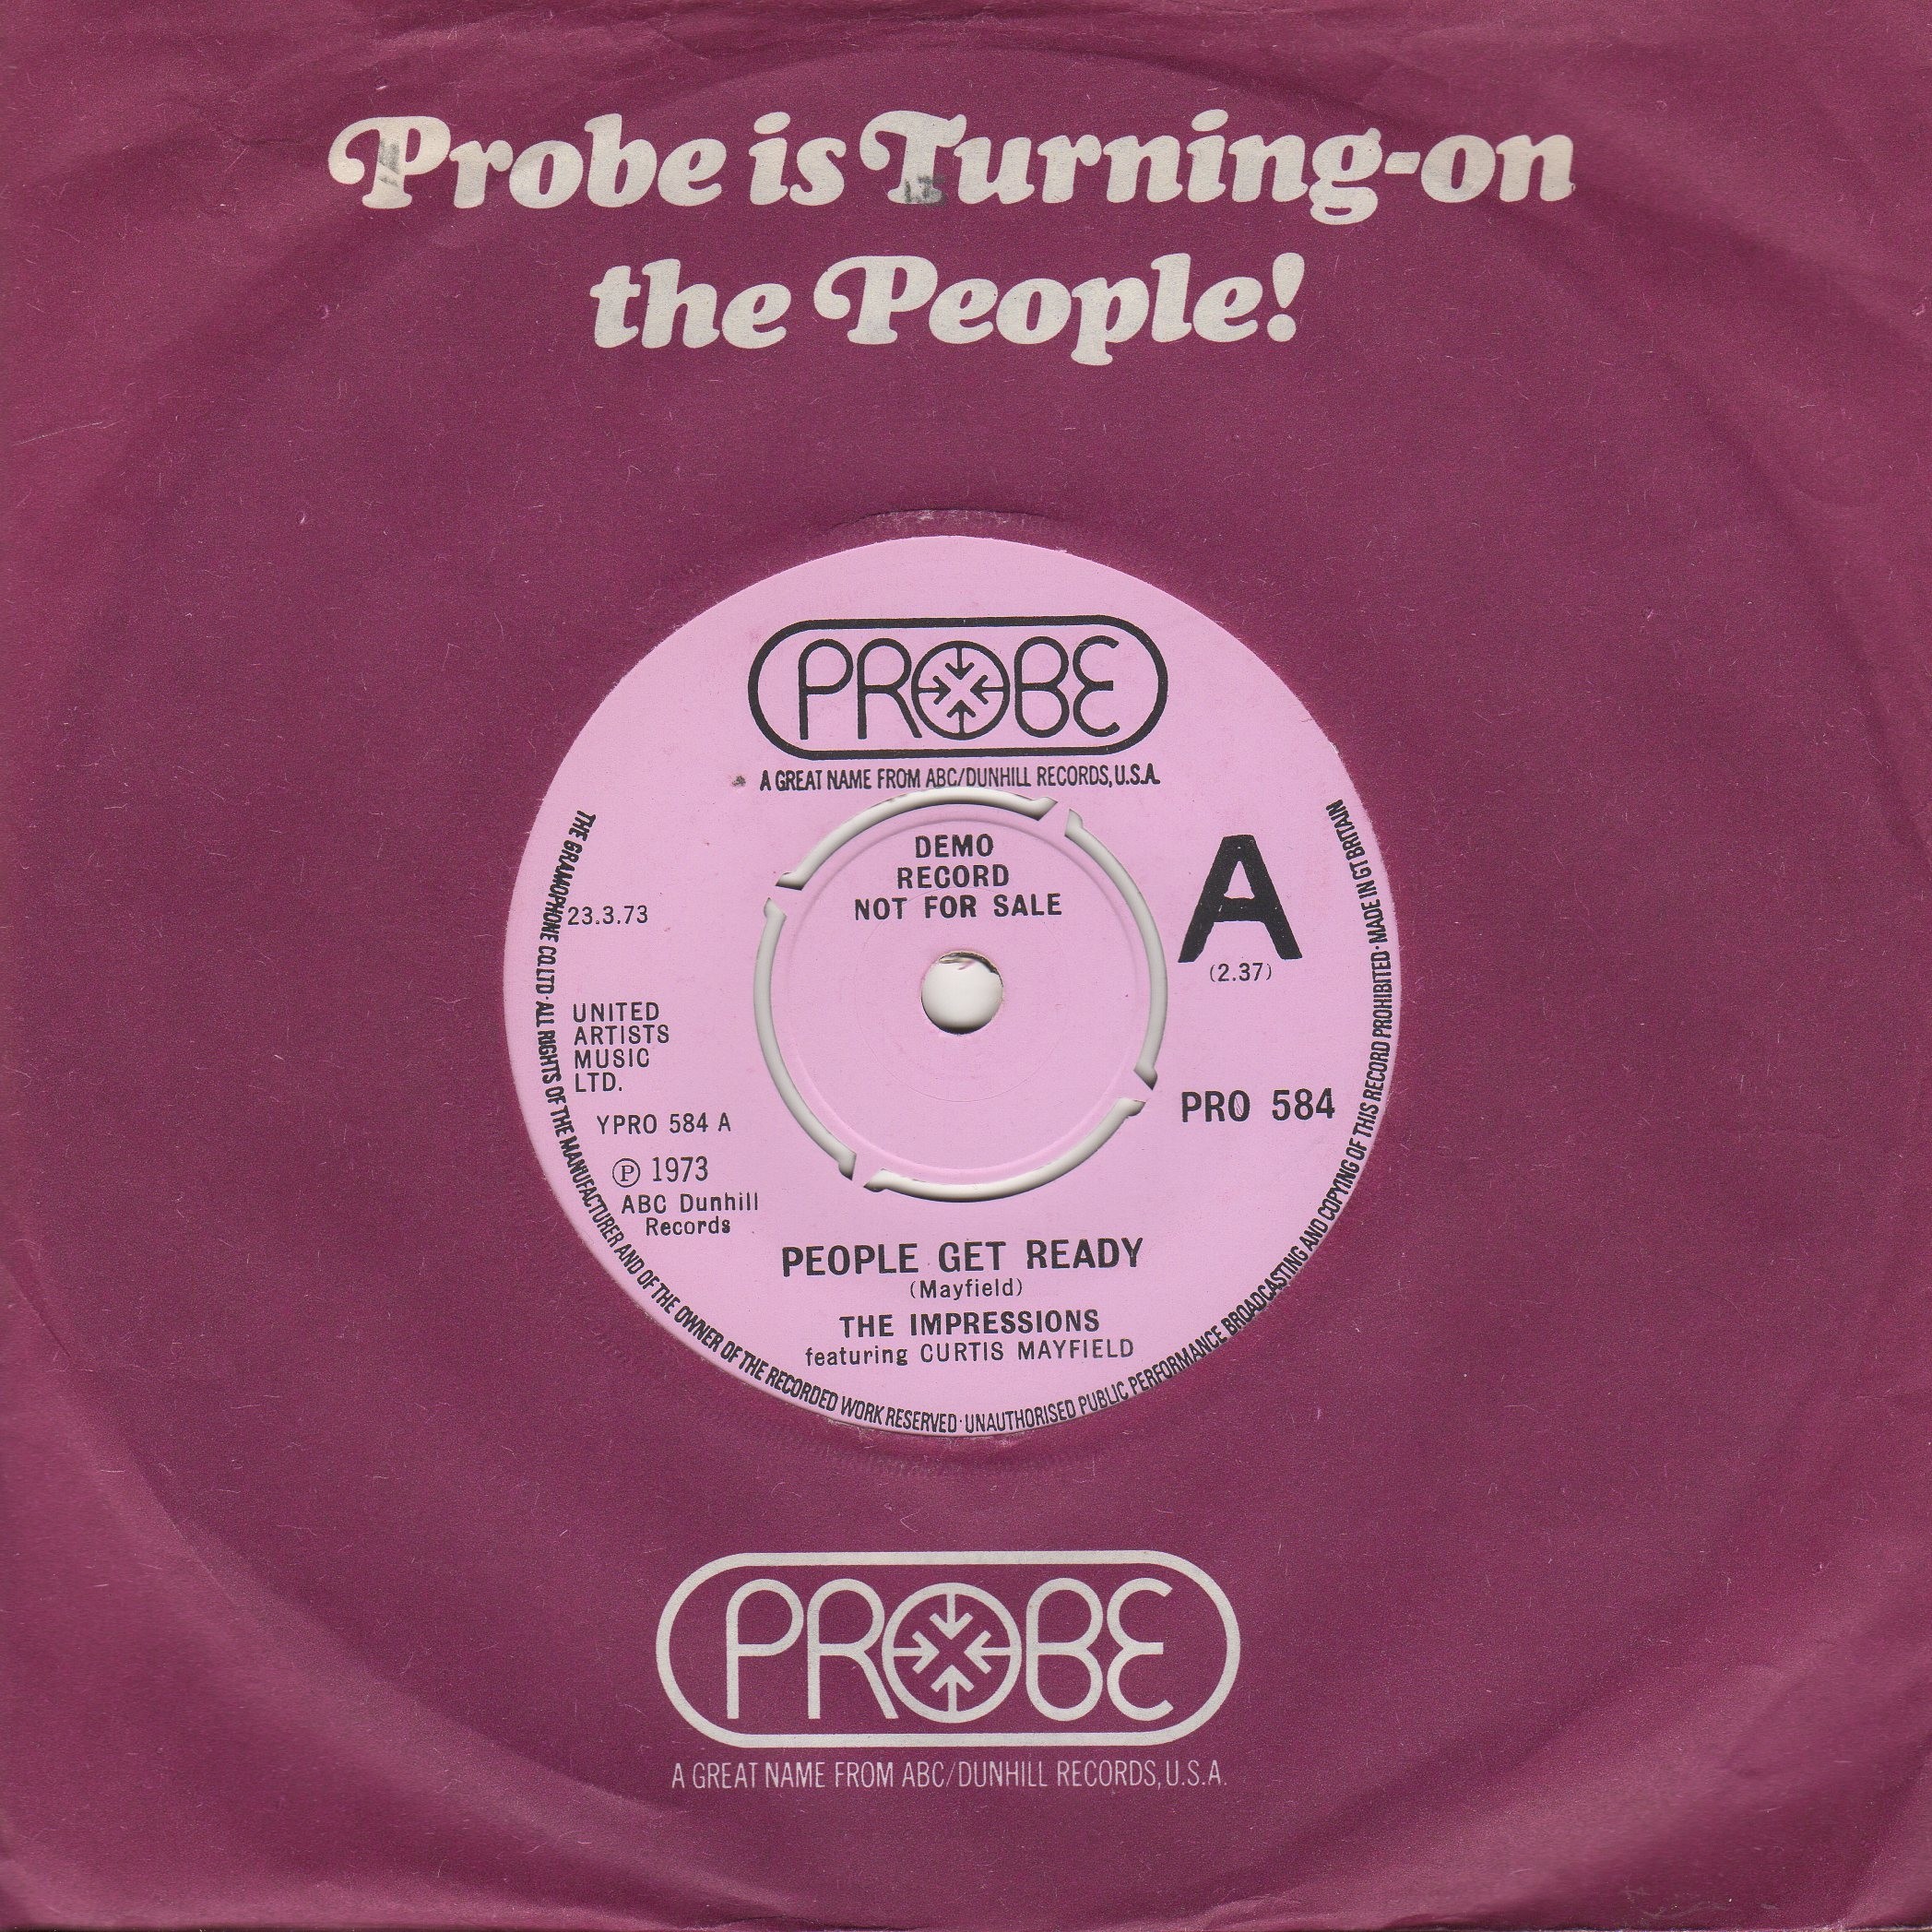 Probe is Turning-on
the People!
PROBE
A GREAT NAME FROM ABC/DUNHILL RECORDS, U.S.A.
DEMO
RECORD
NOT FOR SALE
A
(2.37)
23.3.73
UNITED
ARTISTS
MUSIC
LTD.
YPRO 584 A
℗ 1973
ABC Dunhill
Records
PRO 584
PEOPLE GET READY
(Mayfield)
THE IMPRESSIONS
featuring CURTIS MAYFIELD
THE GRAMOPHONE CO. LTD · ALL RIGHTS OF THE MANUFACTURER AND OF THE OWNER OF THE RECORDED WORK RESERVED · UNAUTHORISED PUBLIC PERFORMANCE BROADCASTING AND COPYING OF THIS RECORD PROHIBITED · MADE IN GT BRITAIN
PROBE
A GREAT NAME FROM ABC/DUNHILL RECORDS, U.S.A.